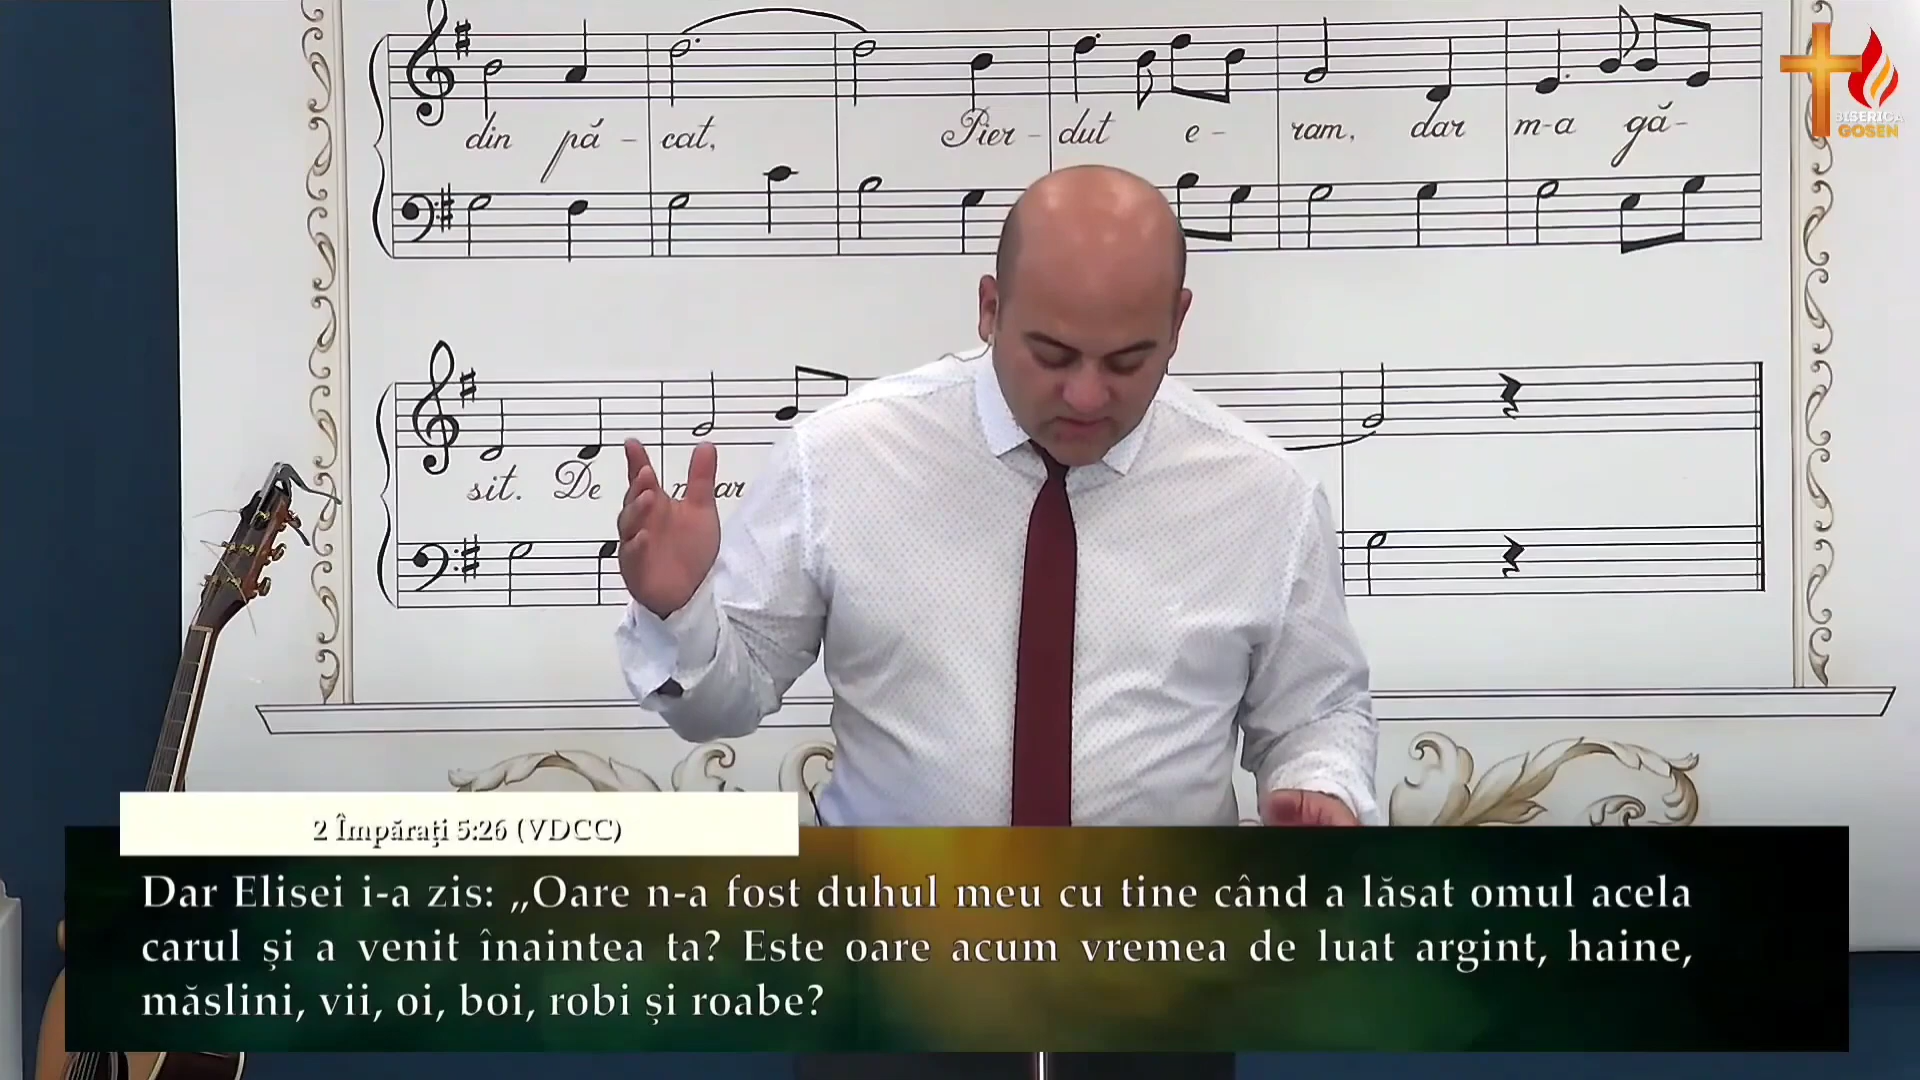 din pă - cat, Pier - dut e - ram, dar m-a gă-
BISERICA
GOSEN
sit. De m ar
2 Împărați 5:26 (VDCC)
Dar Elisei i-a zis: „Oare n-a fost duhul meu cu tine când a lăsat omul acela
carul și a venit înaintea ta? Este oare acum vremea de luat argint, haine,
măslini, vii, oi, boi, robi și roabe?